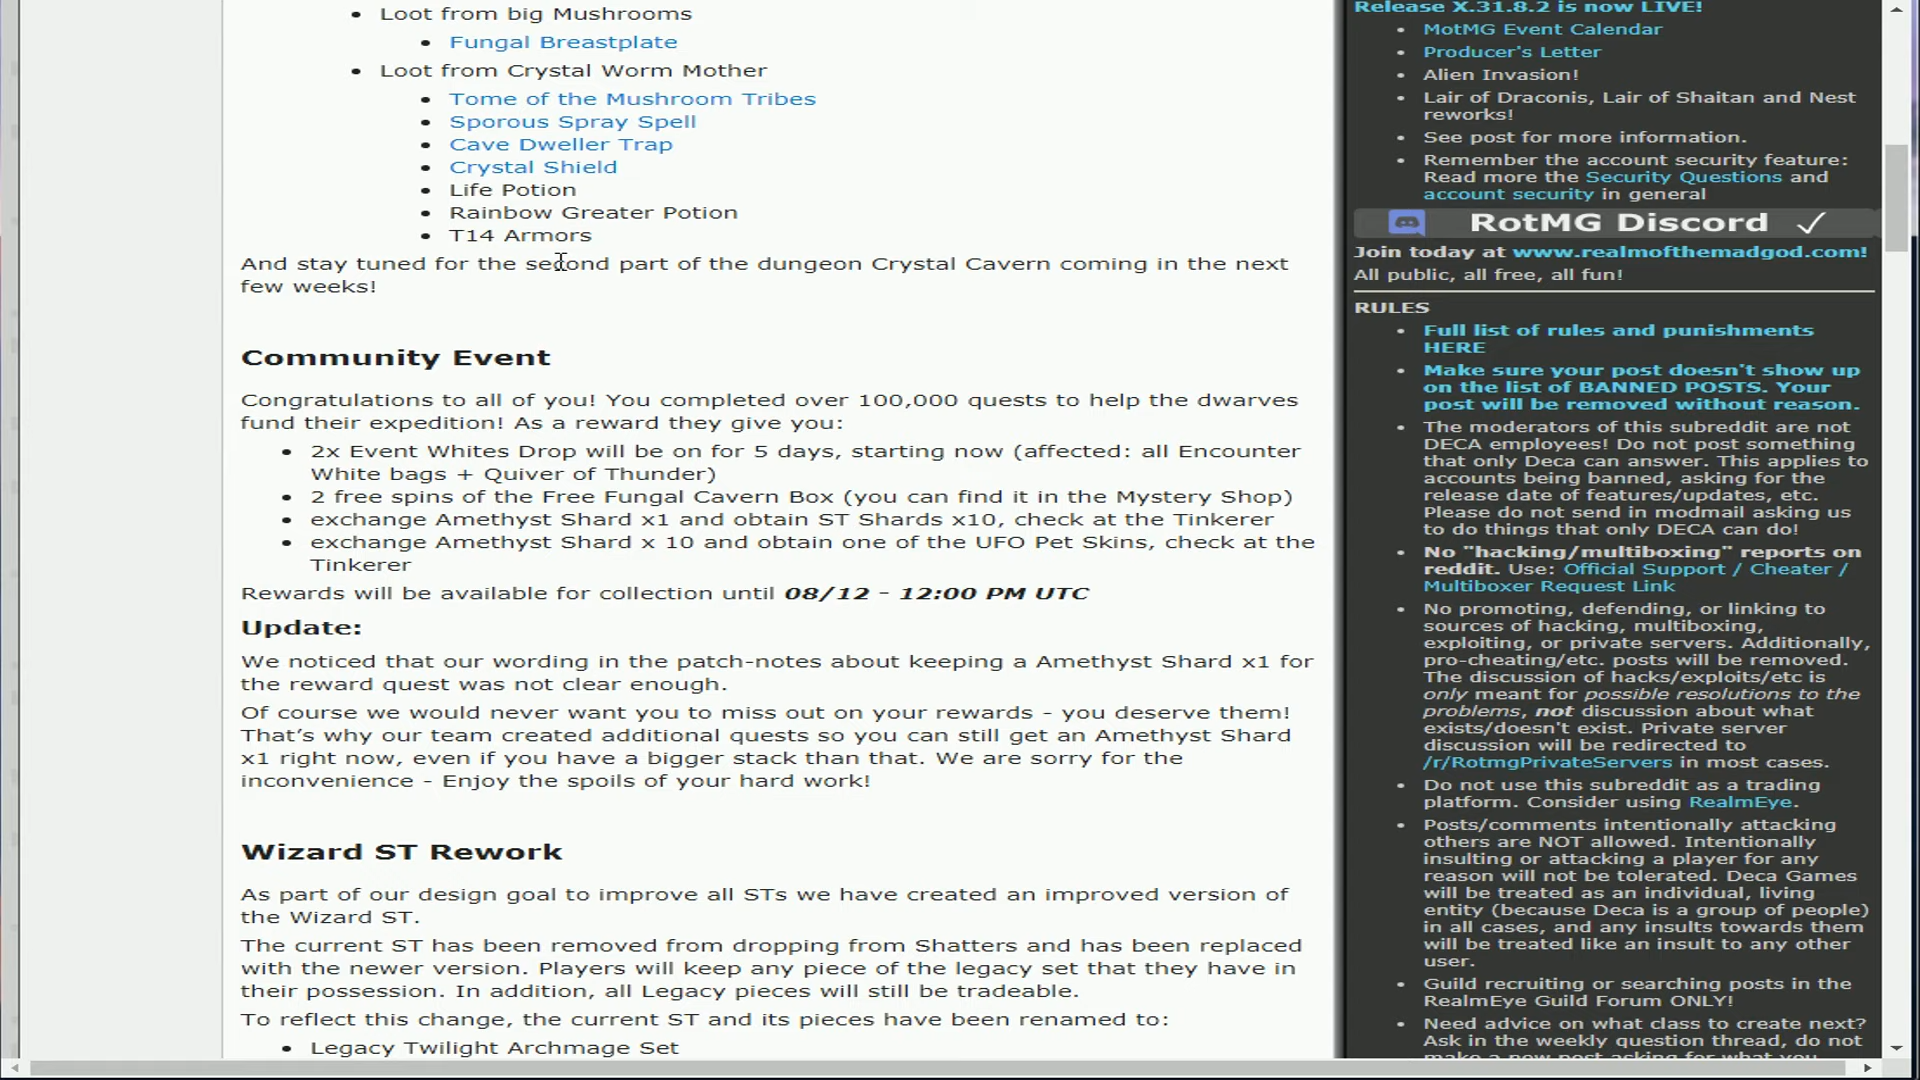 Loot from big Mushrooms
Fungal Breastplate
Loot from Crystal Worm Mother
Tome of the Mushroom Tribes
Sporous Spray Spell
Cave Dweller Trap
Crystal Shield
Life Potion
Rainbow Greater Potion
T14 Armors
And stay tuned for the second part of the dungeon Crystal Cavern coming in the next
few weeks!
Community Event
Congratulations to all of you! You completed over 100,000 quests to help the dwarves
fund their expedition! As a reward they give you:
2x Event Whites Drop will be on for 5 days, starting now (affected: all Encounter
White bags + Quiver of Thunder)
2 free spins of the Free Fungal Cavern Box (you can find it in the Mystery Shop)
exchange Amethyst Shard x1 and obtain ST Shards x10, check at the Tinkerer
exchange Amethyst Shard x 10 and obtain one of the UFO Pet Skins, check at the
Tinkerer
Rewards will be available for collection until 08/12 - 12:00 PM UTC
Update:
We noticed that our wording in the patch-notes about keeping a Amethyst Shard x1 for
the reward quest was not clear enough.
Of course we would never want you to miss out on your rewards - you deserve them!
That’s why our team created additional quests so you can still get an Amethyst Shard
x1 right now, even if you have a bigger stack than that. We are sorry for the
inconvenience - Enjoy the spoils of your hard work!
Wizard ST Rework
As part of our design goal to improve all STs we have created an improved version of
the Wizard ST.
The current ST has been removed from dropping from Shatters and has been replaced
with the newer version. Players will keep any piece of the legacy set that they have in
their possession. In addition, all Legacy pieces will still be tradeable.
To reflect this change, the current ST and its pieces have been renamed to:
Legacy Twilight Archmage Set
Release X.31.8.2 is now LIVE!
MotMG Event Calendar
Producer's Letter
Alien Invasion!
Lair of Draconis, Lair of Shaitan and Nest
reworks!
See post for more information.
Remember the account security feature:
Read more the Security Questions and
account security in general
RotMG Discord ✓
Join today at www.realmofthemadgod.com!
All public, all free, all fun!
RULES
Full list of rules and punishments
HERE
Make sure your post doesn't show up
on the list of BANNED POSTS. Your
post will be removed without reason.
The moderators of this subreddit are not
DECA employees! Do not post something
that only Deca can answer. This applies to
accounts being banned, asking for the
release date of features/updates, etc.
Please do not send in modmail asking us
to do things that only DECA can do!
No "hacking/multiboxing" reports on
reddit. Use: Official Support / Cheater /
Multiboxer Request Link
No promoting, defending, or linking to
sources of hacking, multiboxing,
exploiting, or private servers. Additionally,
pro-cheating/etc. posts will be removed.
The discussion of hacks/exploits/etc is
only meant for possible resolutions to the
problems, not discussion about what
exists/doesn't exist. Private server
discussion will be redirected to
/r/RotmgPrivateServers in most cases.
Do not use this subreddit as a trading
platform. Consider using RealmEye.
Posts/comments intentionally attacking
others are NOT allowed. Intentionally
insulting or attacking a player for any
reason will not be tolerated. Deca Games
will be treated as an individual, living
entity (because Deca is a group of people)
in all cases, and any insults towards them
will be treated like an insult to any other
user.
Guild recruiting or searching posts in the
RealmEye Guild Forum ONLY!
Need advice on what class to create next?
Ask in the weekly question thread, do not
make a new post asking for what you